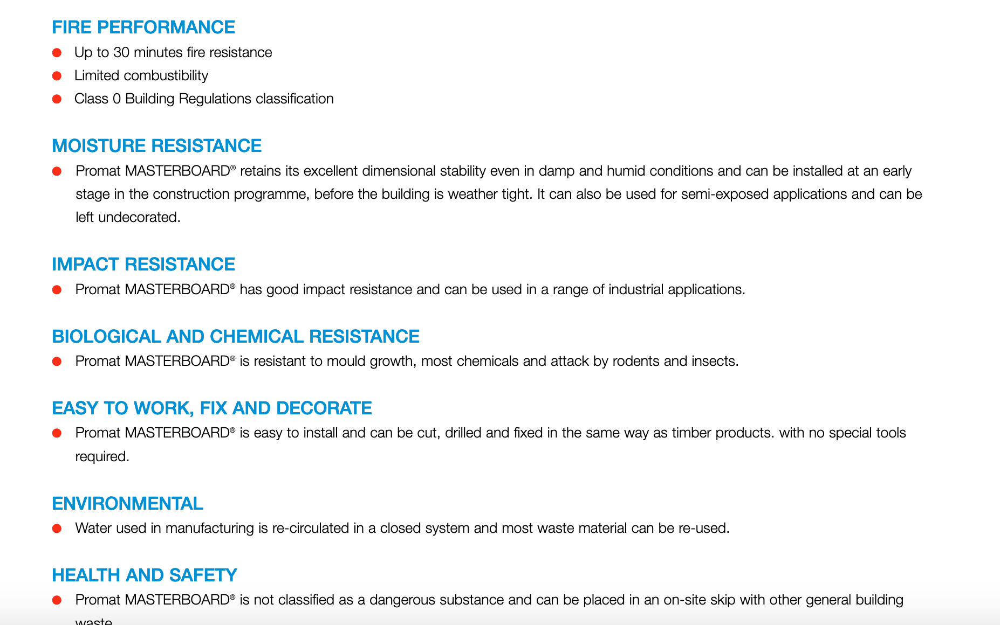 FIRE PERFORMANCE
● Up to 30 minutes fire resistance
● Limited combustibility
● Class 0 Building Regulations classification
MOISTURE RESISTANCE
● Promat MASTERBOARD® retains its excellent dimensional stability even in damp and humid conditions and can be installed at an early
stage in the construction programme, before the building is weather tight. It can also be used for semi-exposed applications and can be
left undecorated.
IMPACT RESISTANCE
● Promat MASTERBOARD® has good impact resistance and can be used in a range of industrial applications.
BIOLOGICAL AND CHEMICAL RESISTANCE
● Promat MASTERBOARD® is resistant to mould growth, most chemicals and attack by rodents and insects.
EASY TO WORK, FIX AND DECORATE
● Promat MASTERBOARD® is easy to install and can be cut, drilled and fixed in the same way as timber products. with no special tools
required.
ENVIRONMENTAL
● Water used in manufacturing is re-circulated in a closed system and most waste material can be re-used.
HEALTH AND SAFETY
● Promat MASTERBOARD® is not classified as a dangerous substance and can be placed in an on-site skip with other general building
waste